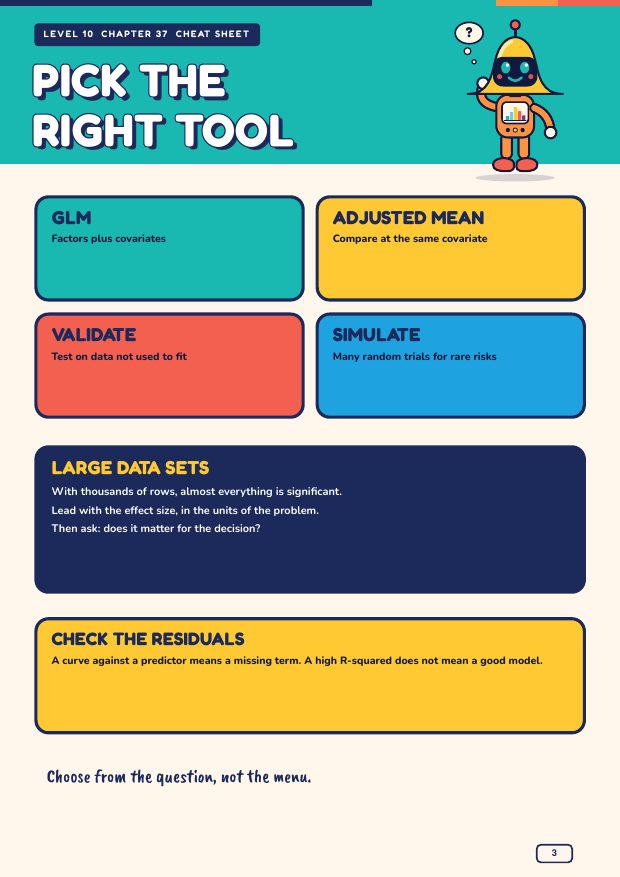 LEVEL 10 CHAPTER 37 CHEAT SHEET
?
PICK THE
RIGHT TOOL
GLM
Factors plus covariates
ADJUSTED MEAN
Compare at the same covariate
VALIDATE
Test on data not used to fit
SIMULATE
Many random trials for rare risks
LARGE DATA SETS
With thousands of rows, almost everything is significant.
Lead with the effect size, in the units of the problem.
Then ask: does it matter for the decision?
CHECK THE RESIDUALS
A curve against a predictor means a missing term. A high R-squared does not mean a good model.
Choose from the question, not the menu.
3